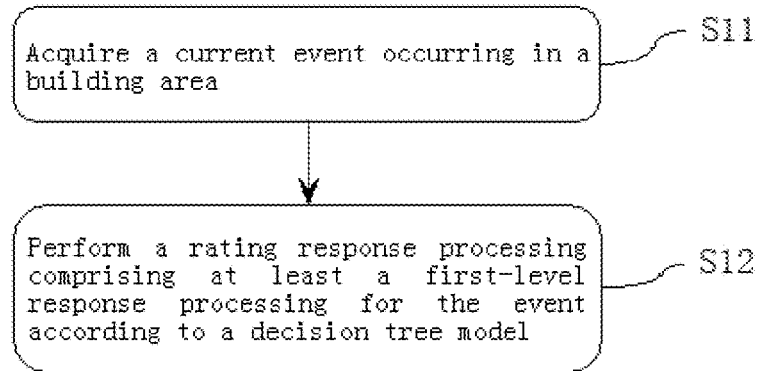 Acquire a current event occurring in a
building area
S11
Perform a rating response processing
comprising at least a first-level
response processing for the event
according to a decision tree model
S12